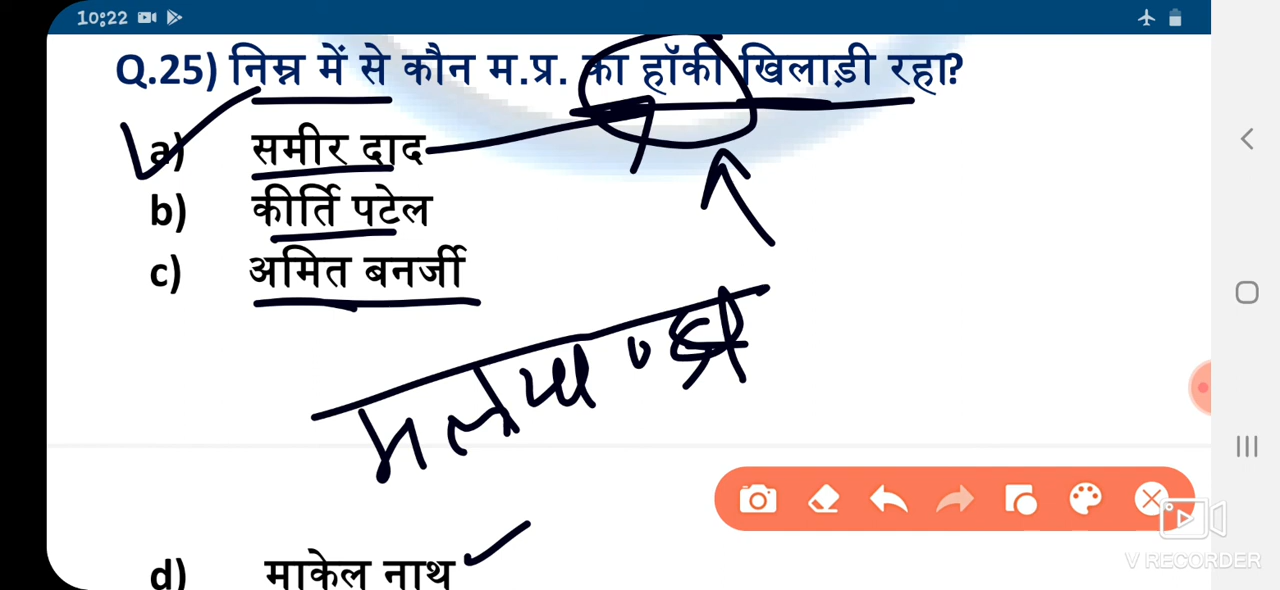 10:22
Q.25) निम्न में से कौन म.प्र. का हॉकी खिलाड़ी रहा?
a) समीर दाद
b) कीर्ति पटेल
c) अमित बनर्जी
d) माकेल नाथ
V RECORDER